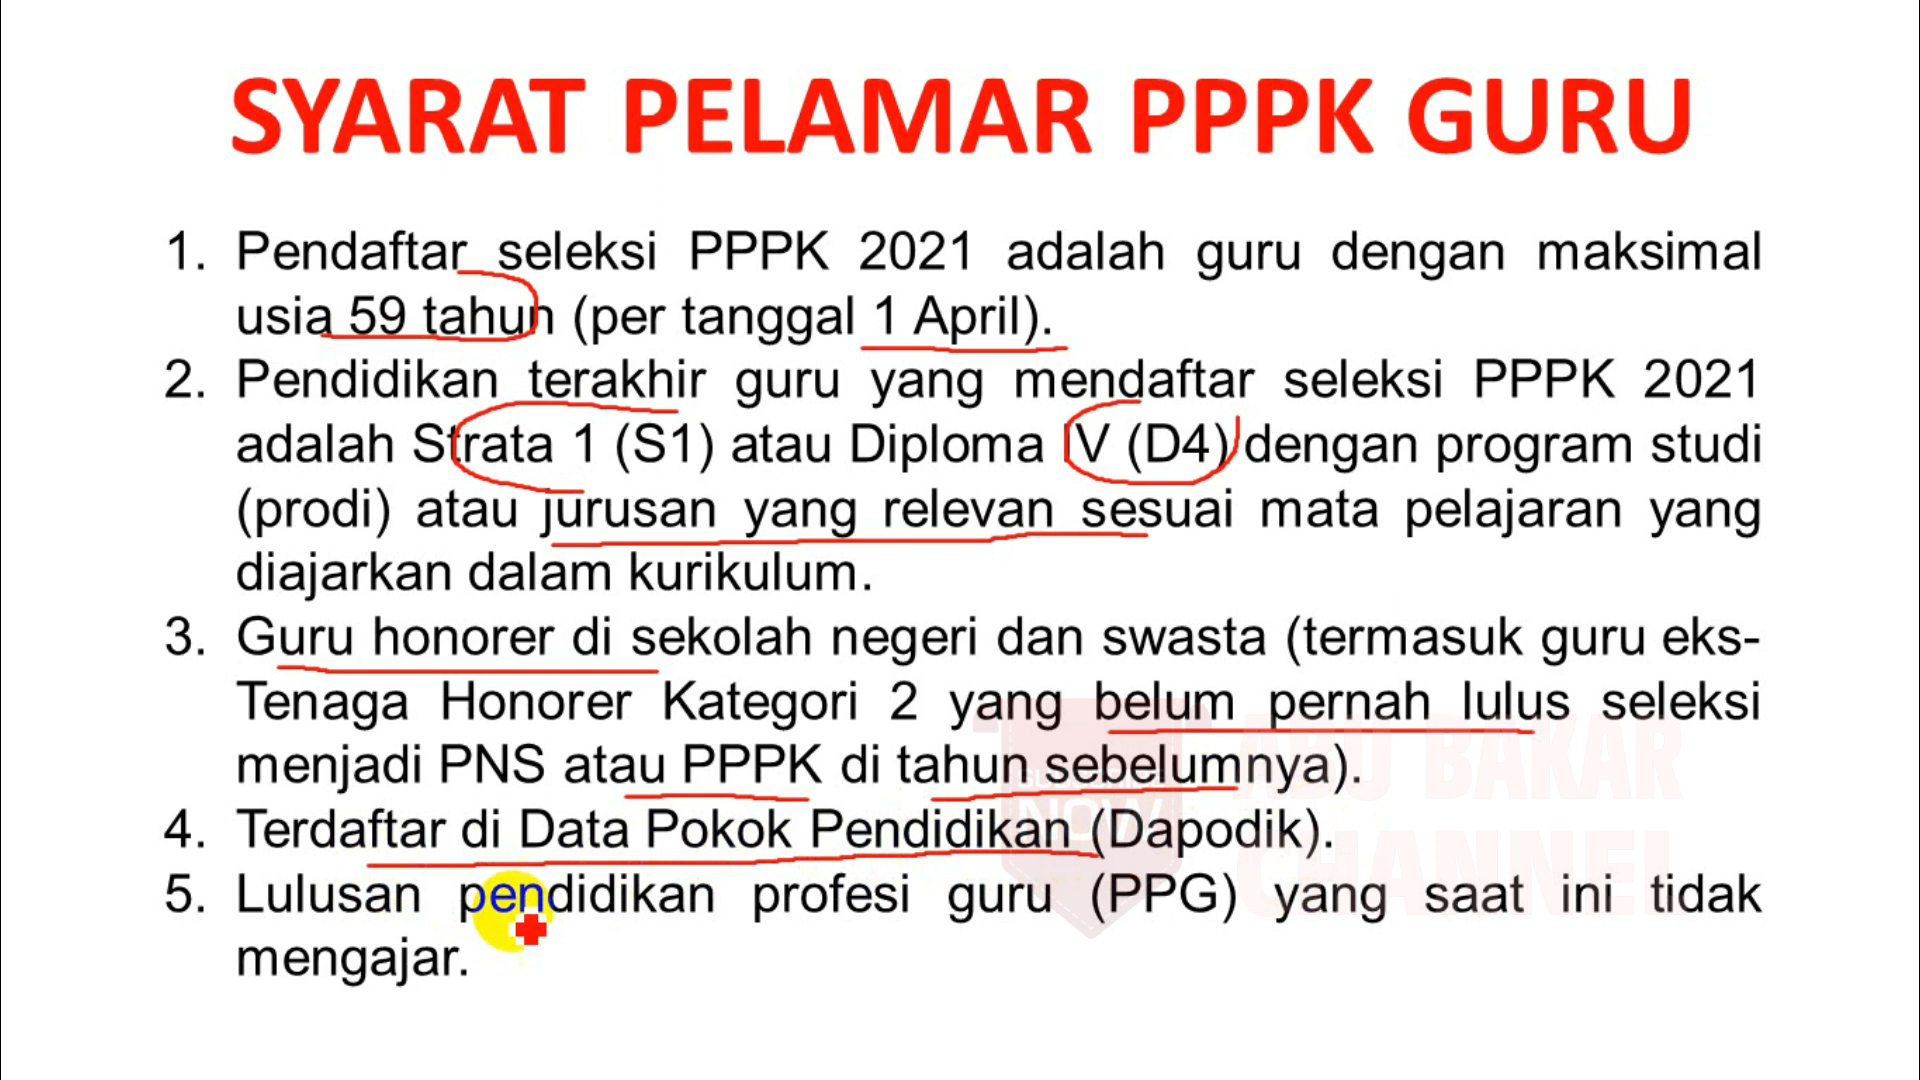 SYARAT PELAMAR PPPK GURU
1. Pendaftar seleksi PPPK 2021 adalah guru dengan maksimal
usia 59 tahun (per tanggal 1 April).
2. Pendidikan terakhir guru yang mendaftar seleksi PPPK 2021
adalah Strata 1 (S1) atau Diploma IV (D4) dengan program studi
(prodi) atau jurusan yang relevan sesuai mata pelajaran yang
diajarkan dalam kurikulum.
3. Guru honorer di sekolah negeri dan swasta (termasuk guru eks-
Tenaga Honorer Kategori 2 yang belum pernah lulus seleksi
menjadi PNS atau PPPK di tahun sebelumnya).
4. Terdaftar di Data Pokok Pendidikan (Dapodik).
5. Lulusan pendidikan profesi guru (PPG) yang saat ini tidak
mengajar.
NOW
ABU BAKAR
CHANNEL